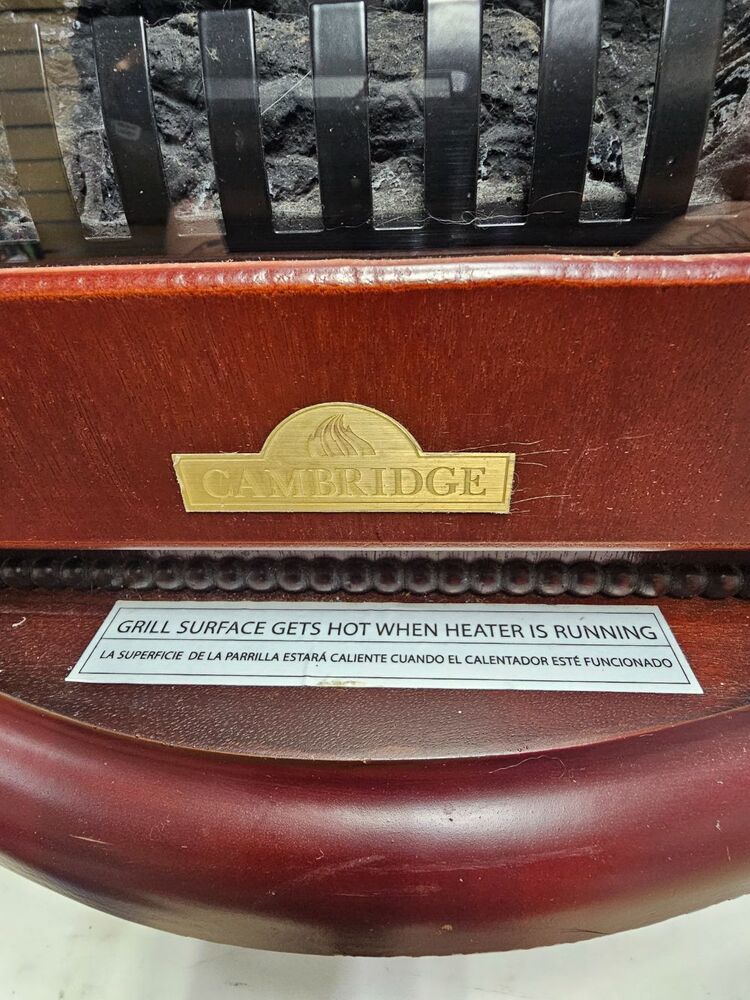 CAMBRIDGE
GRILL SURFACE GETS HOT WHEN HEATER IS RUNNING
LA SUPERFICIE DE LA PARRILLA ESTARÁ CALIENTE CUANDO EL CALENTADOR ESTÉ FUNCIONADO